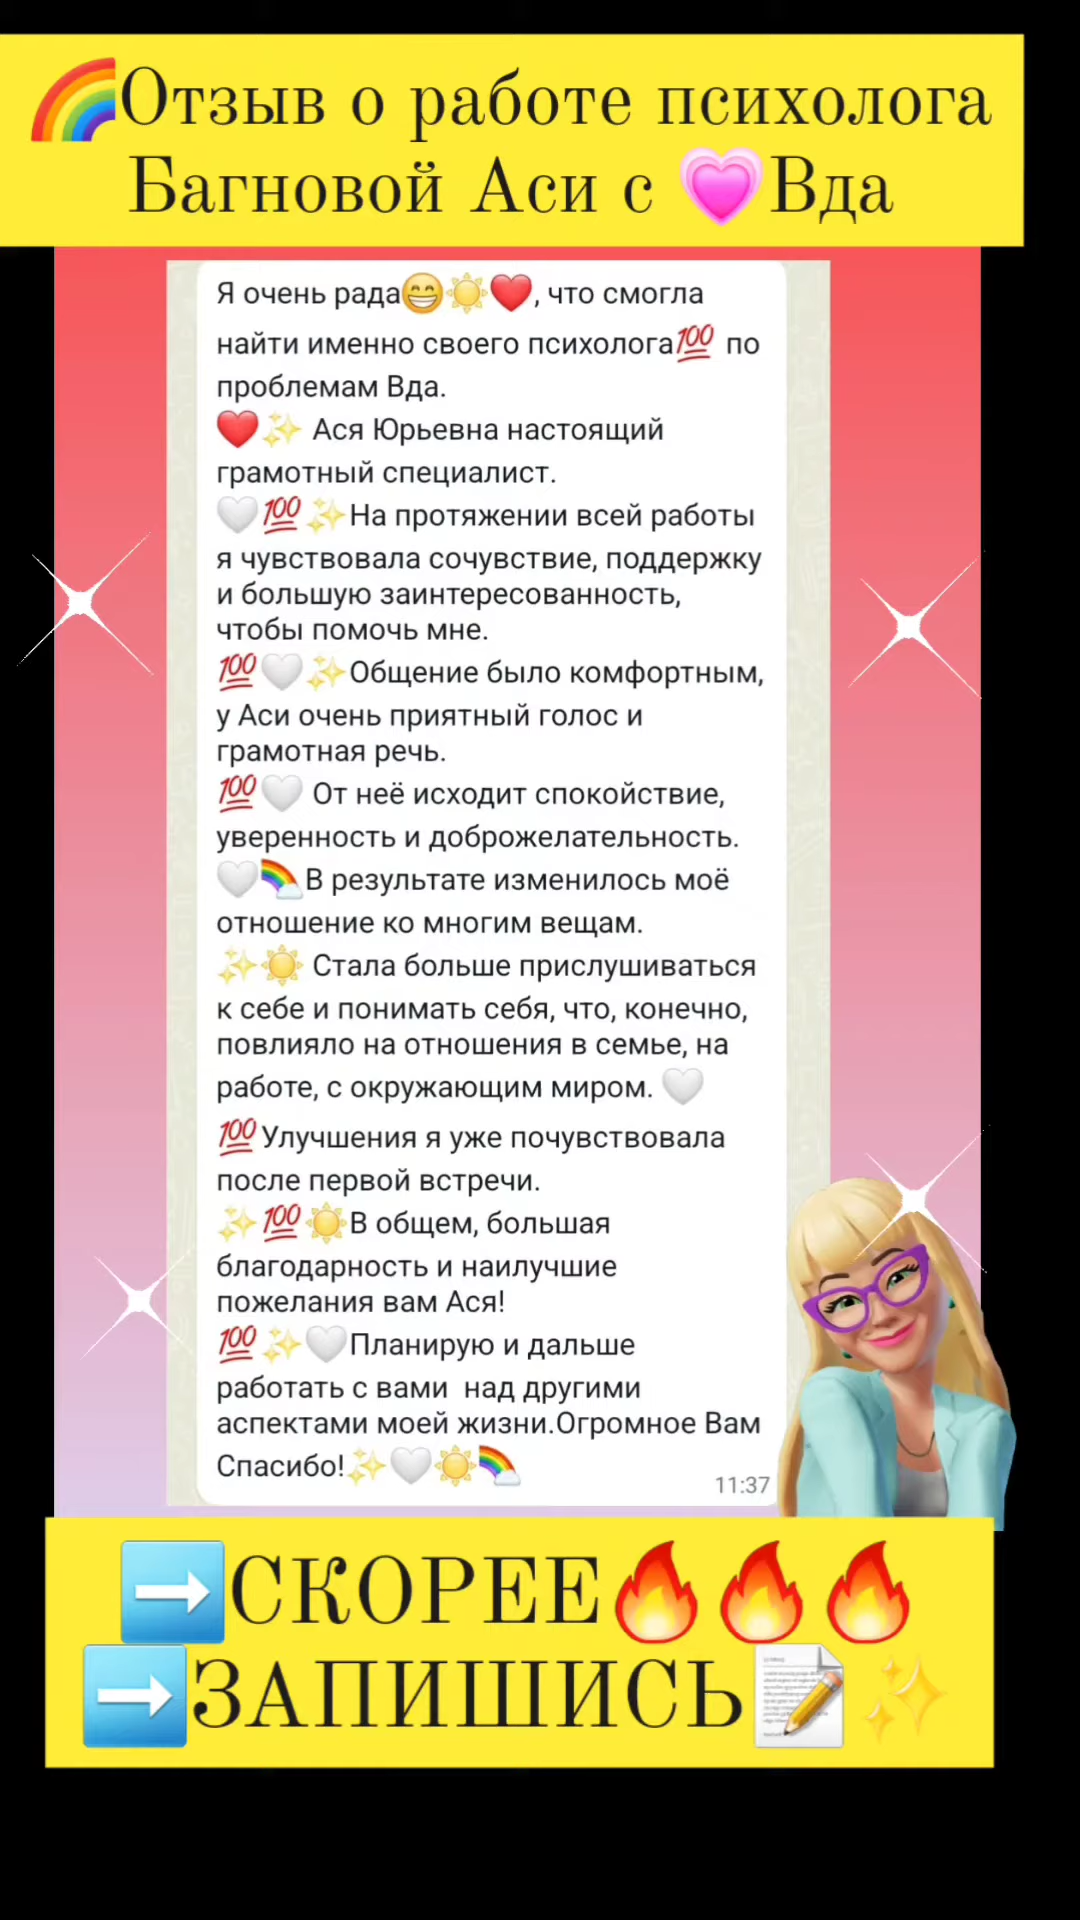 🌈Отзыв о работе психолога
Багновой Аси с 💗Вда
Я очень рада😁☀️❤️, что смогла
найти именно своего психолога💯 по
проблемам Вда.
❤️✨ Ася Юрьевна настоящий
грамотный специалист.
🤍💯✨На протяжении всей работы
я чувствовала сочувствие, поддержку
и большую заинтересованность,
чтобы помочь мне.
💯🤍✨Общение было комфортным,
у Аси очень приятный голос и
грамотная речь.
💯🤍 От неё исходит спокойствие,
уверенность и доброжелательность.
🤍🌈В результате изменилось моё
отношение ко многим вещам.
✨☀️ Стала больше прислушиваться
к себе и понимать себя, что, конечно,
повлияло на отношения в семье, на
работе, с окружающим миром. 🤍
💯Улучшения я уже почувствовала
после первой встречи.
✨💯☀️В общем, большая
благодарность и наилучшие
пожелания вам Ася!
💯✨🤍Планирую и дальше
работать с вами  над другими
аспектами моей жизни.Огромное Вам
Спасибо!✨🤍☀️🌈
11:37
➡️СКОРЕЕ🔥🔥🔥
➡️ЗАПИШИСЬ📝✨